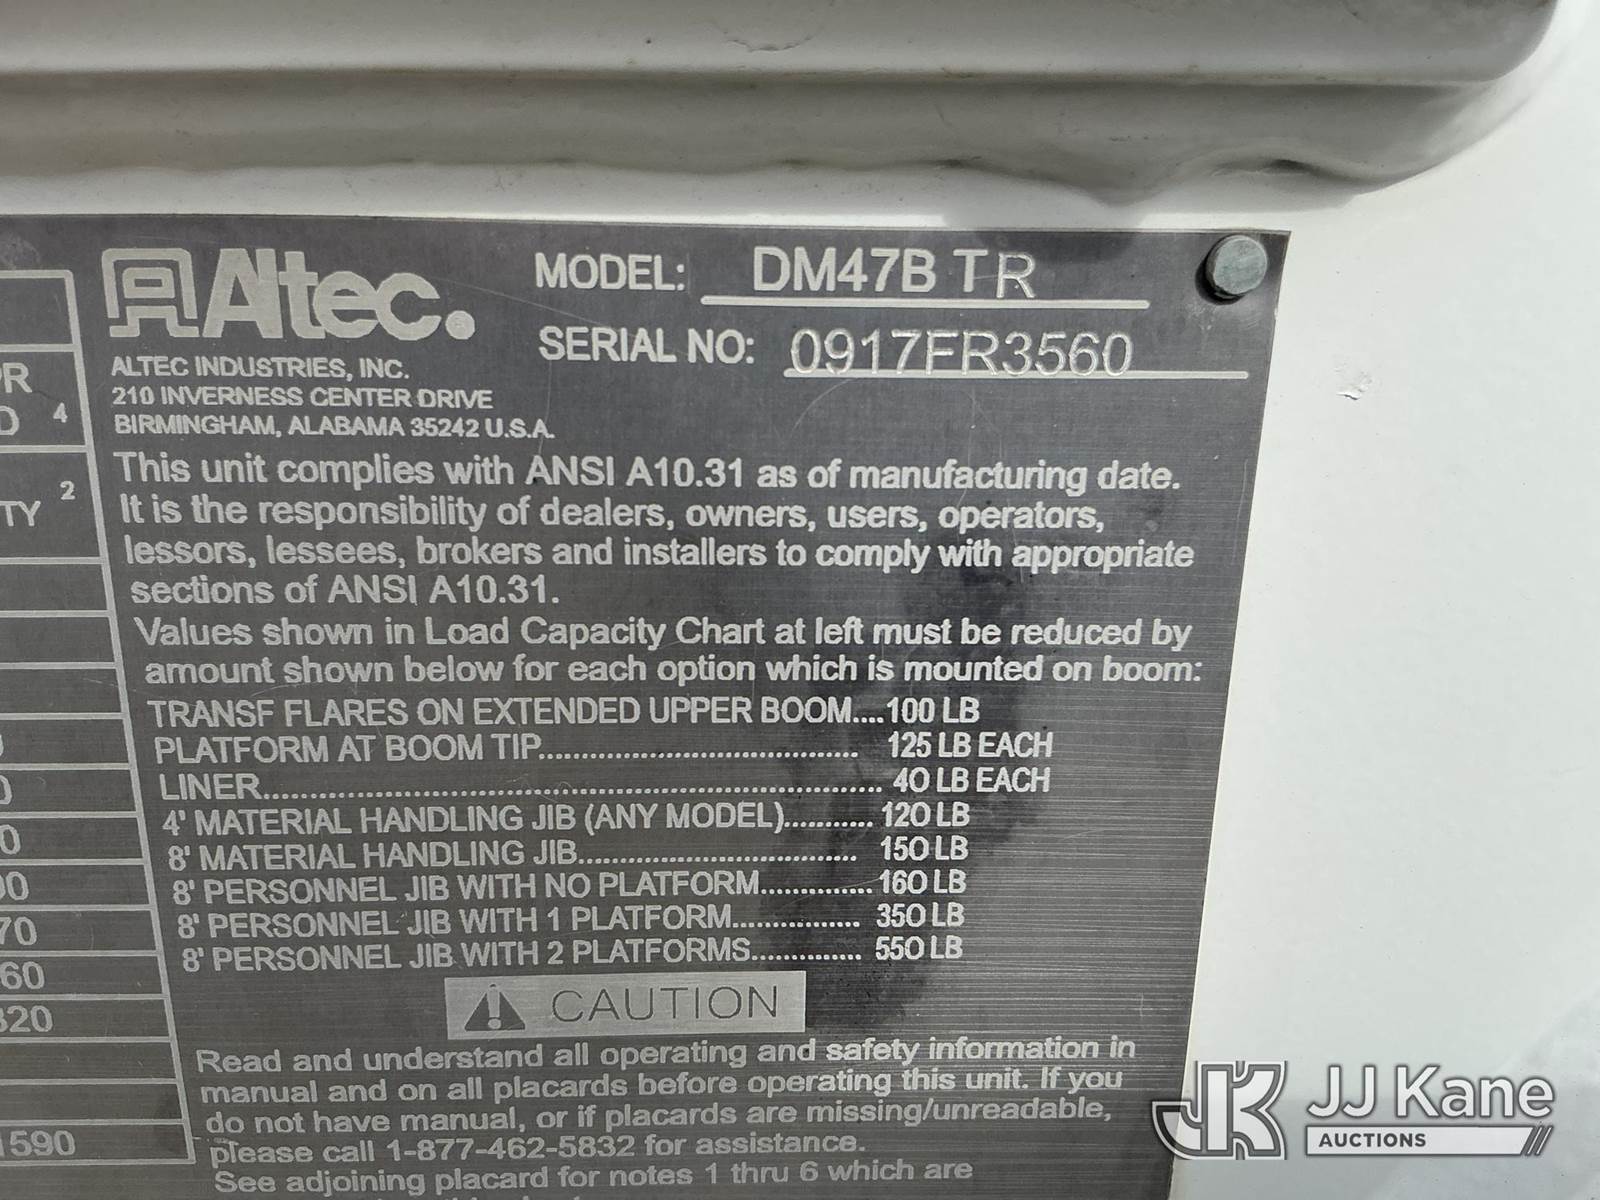 Altec.
MODEL: DM47B TR
SERIAL NO: 0917FR3560
ALTEC INDUSTRIES, INC.
210 INVERNESS CENTER DRIVE
BIRMINGHAM, ALABAMA 35242 U.S.A.
This unit complies with ANSI A10.31 as of manufacturing date.
It is the responsibility of dealers, owners, users, operators,
lessors, lessees, brokers and installers to comply with appropriate
sections of ANSI A10.31.
Values shown in Load Capacity Chart at left must be reduced by
amount shown below for each option which is mounted on boom:
TRANSF FLARES ON EXTENDED UPPER BOOM....100 LB
PLATFORM AT BOOM TIP...................................... 125 LB EACH
LINER.................................................................. 40 LB EACH
4' MATERIAL HANDLING JIB (ANY MODEL)............ 120 LB
8' MATERIAL HANDLING JIB................................... 150 LB
8' PERSONNEL JIB WITH NO PLATFORM.............. 160 LB
8' PERSONNEL JIB WITH 1 PLATFORM................ 350 LB
8' PERSONNEL JIB WITH 2 PLATFORMS.............. 550 LB
CAUTION
Read and understand all operating and safety information in
manual and on all placards before operating this unit. If you
do not have manual, or if placards are missing/unreadable,
please call 1-877-462-5832 for assistance.
See adjoining placard for notes 1 thru 6 which are
4
2
00
70
60
320
1590
JK JJ Kane
AUCTIONS